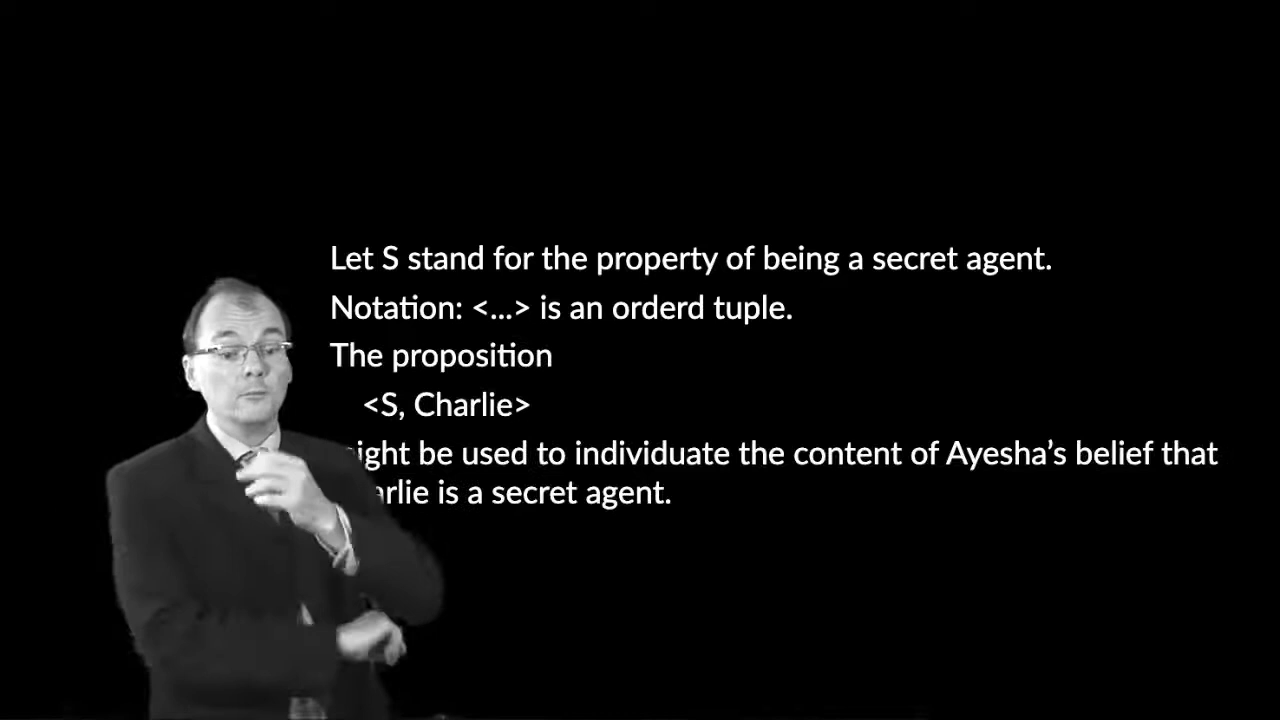 Let S stand for the property of being a secret agent.
Notation: <...> is an orderd tuple.
The proposition
<S, Charlie>
be used to individuate the content of Ayesha’s belief that
is a secret agent.